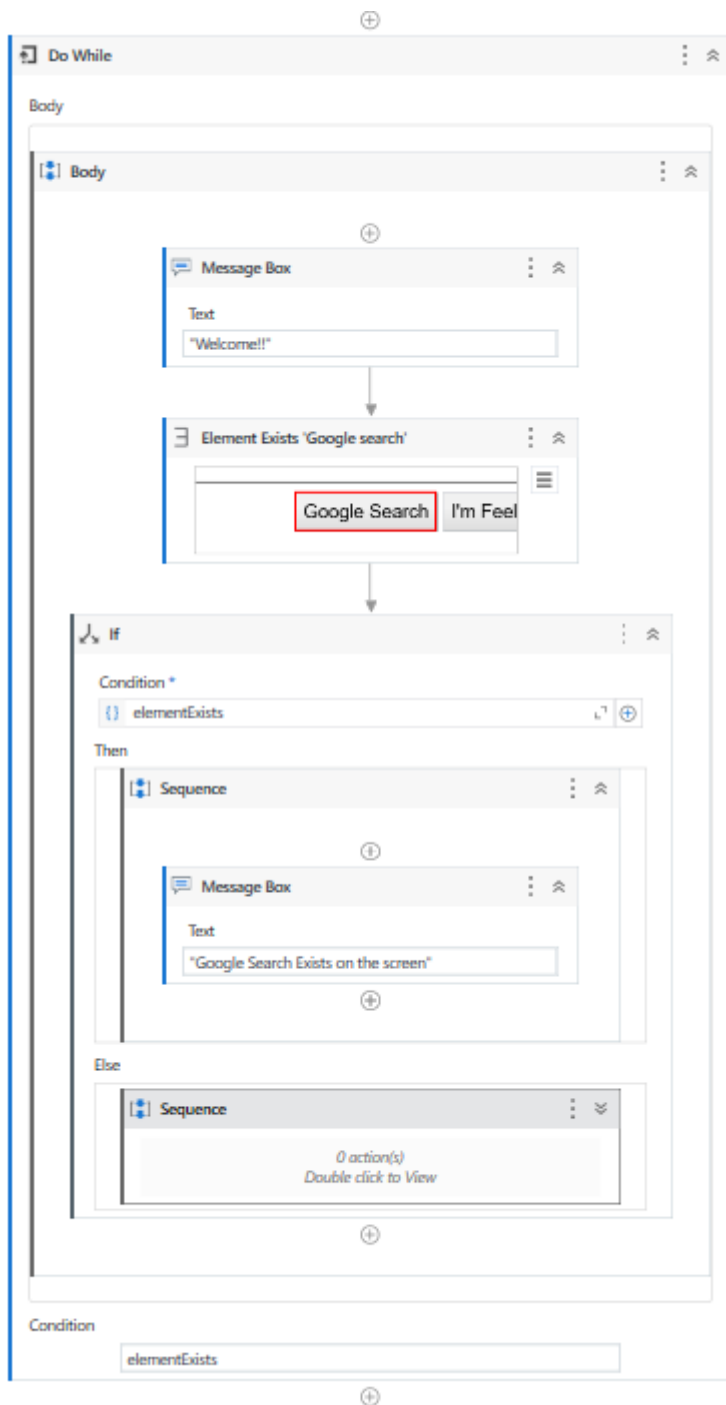 Do While
Body
Body
Message Box
Text
"Welcome!!"
Element Exists 'Google search'
Google Search I'm Feel
If
Condition *
elementExists
Then
Sequence
Message Box
Text
"Google Search Exists on the screen"
Else
Sequence
0 action(s)
Double click to View
Condition
elementExists